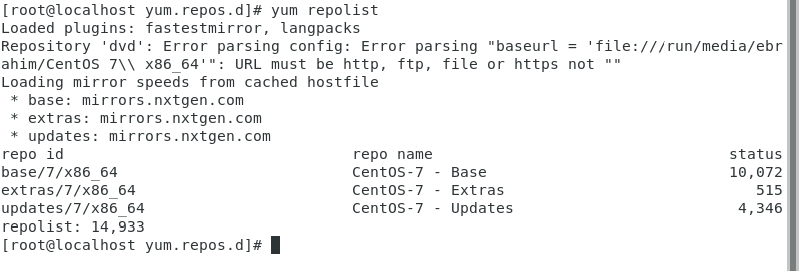 [root@localhost yum.repos.d]# yum repolist
Loaded plugins: fastestmirror, langpacks
Repository 'dvd': Error parsing config: Error parsing "baseurl = 'file:///run/media/ebr
ahim/CentOS 7\\ x86_64'": URL must be http, ftp, file or https not ""
Loading mirror speeds from cached hostfile
 * base: mirrors.nxtgen.com
 * extras: mirrors.nxtgen.com
 * updates: mirrors.nxtgen.com
repo id                                repo name                                 status
base/7/x86_64                          CentOS-7 - Base                           10,072
extras/7/x86_64                        CentOS-7 - Extras                            515
updates/7/x86_64                       CentOS-7 - Updates                         4,346
repolist: 14,933
[root@localhost yum.repos.d]#